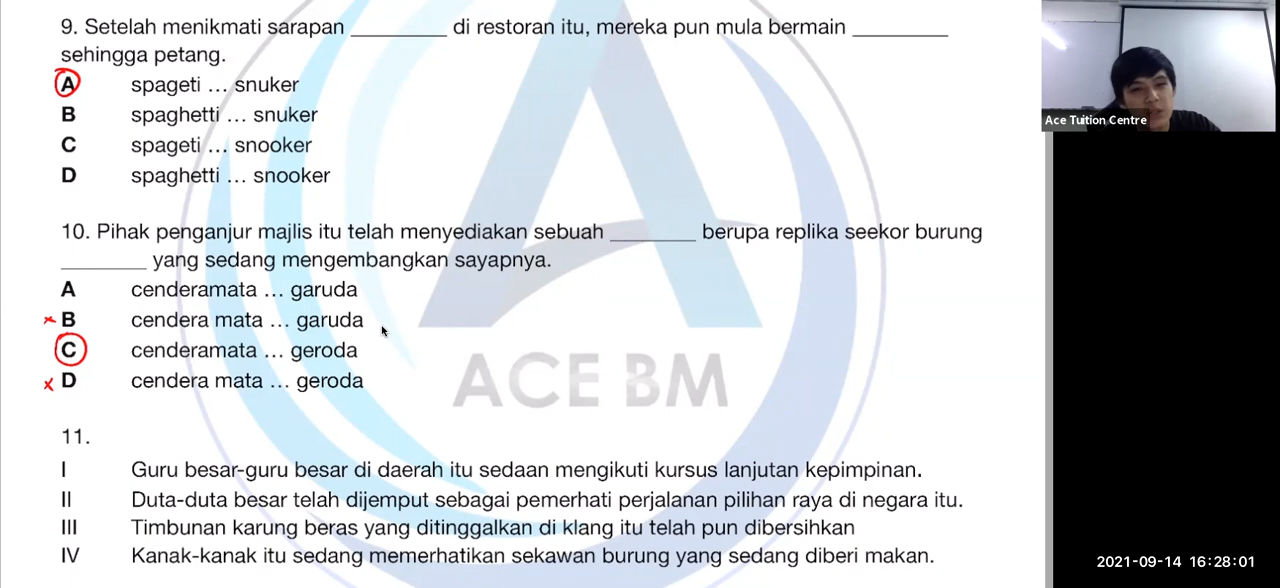 9. Setelah menikmati sarapan ________ di restoran itu, mereka pun mula bermain ________
sehingga petang.
A spageti … snuker
B spaghetti … snuker
C spageti … snooker
D spaghetti … snooker
10. Pihak penganjur majlis itu telah menyediakan sebuah _______ berupa replika seekor burung
_______ yang sedang mengembangkan sayapnya.
A cenderamata … garuda
x B cendera mata … garuda
C cenderamata … geroda
x D cendera mata … geroda
ACE BM
11.
I Guru besar-guru besar di daerah itu sedaan mengikuti kursus lanjutan kepimpinan.
II Duta-duta besar telah dijemput sebagai pemerhati perjalanan pilihan raya di negara itu.
III Timbunan karung beras yang ditinggalkan di klang itu telah pun dibersihkan
IV Kanak-kanak itu sedang memerhatikan sekawan burung yang sedang diberi makan.
Ace Tuition Centre
2021-09-14 16:28:01